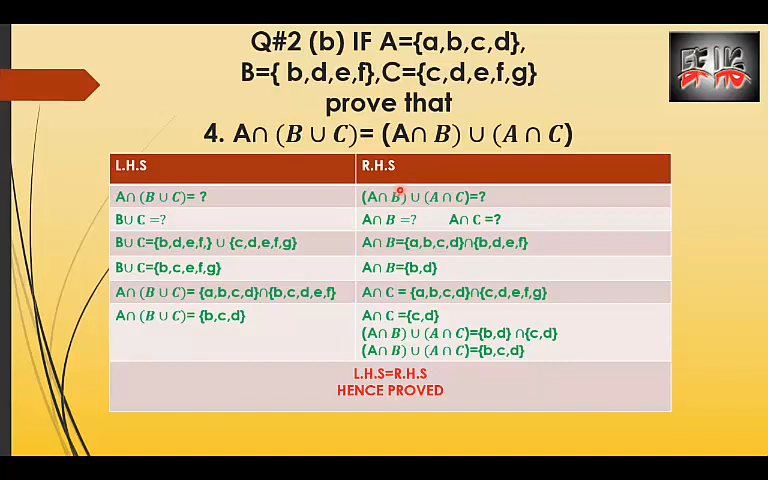 Q#2 (b) IF A={a,b,c,d},
B={ b,d,e,f},C={c,d,e,f,g}
prove that
4. A∩ (B ∪ C)= (A∩ B) ∪ (A ∩ C)
L.H.S
R.H.S
A∩ (B ∪ C)= ?
(A∩ B) ∪ (A ∩ C)=?
B∪ C =?
A∩ B =? A∩ C =?
B∪ C={b,d,e,f,} ∪ {c,d,e,f,g}
A∩ B={a,b,c,d}∩{b,d,e,f}
B∪ C={b,c,e,f,g}
A∩ B={b,d}
A∩ (B ∪ C)= {a,b,c,d}∩{b,c,d,e,f}
A∩ C = {a,b,c,d}∩{c,d,e,f,g}
A∩ (B ∪ C)= {b,c,d}
A∩ C ={c,d}
(A∩ B) ∪ (A ∩ C)={b,d} ∩{c,d}
(A∩ B) ∪ (A ∩ C)={b,c,d}
L.H.S=R.H.S
HENCE PROVED